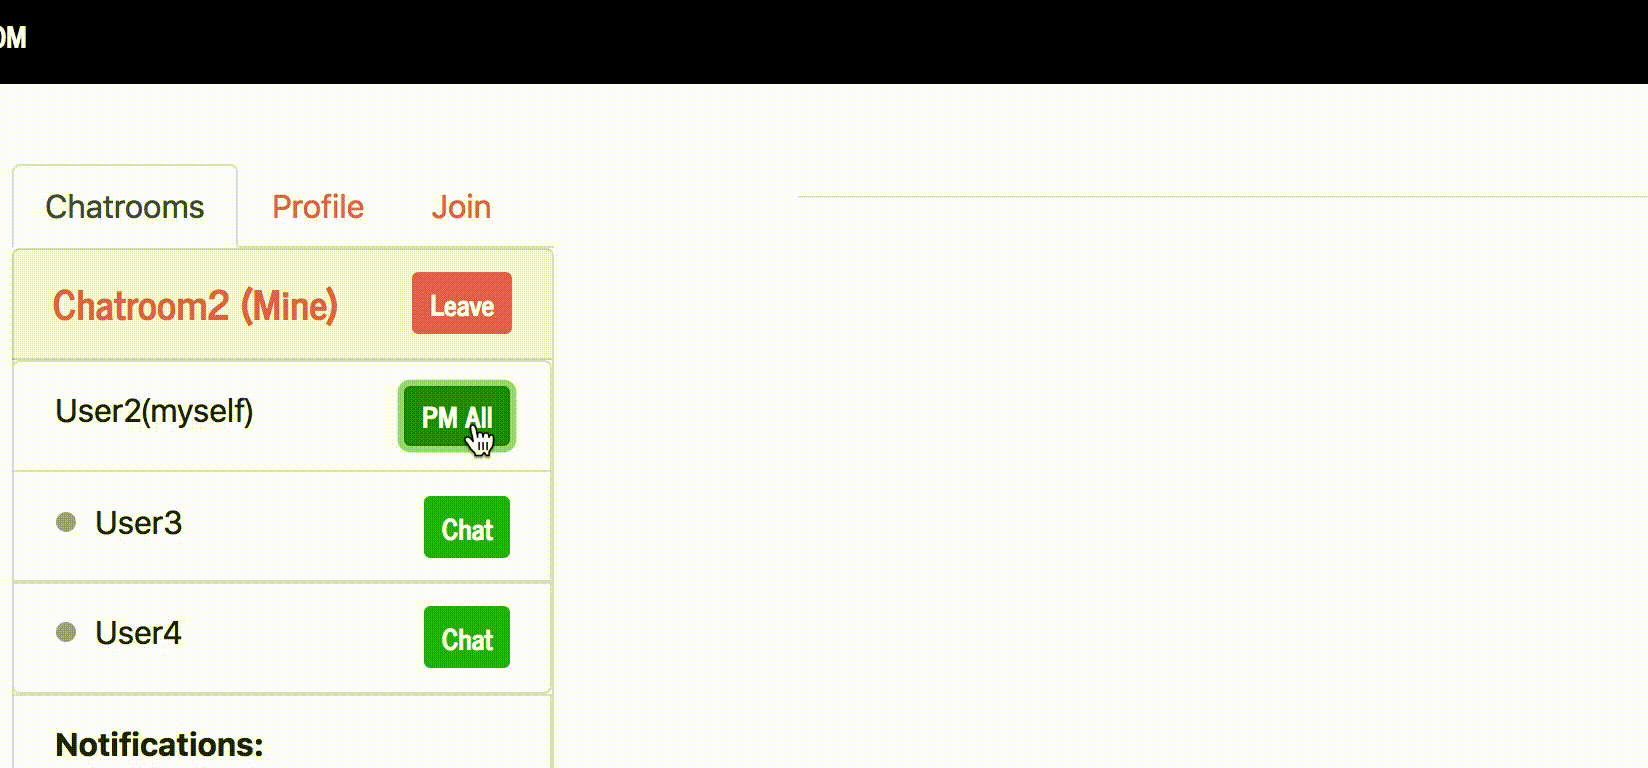 OM
Chatrooms Profile Join
Chatroom2 (Mine) Leave
User2(myself) PM All
User3 Chat
User4 Chat
Notifications: